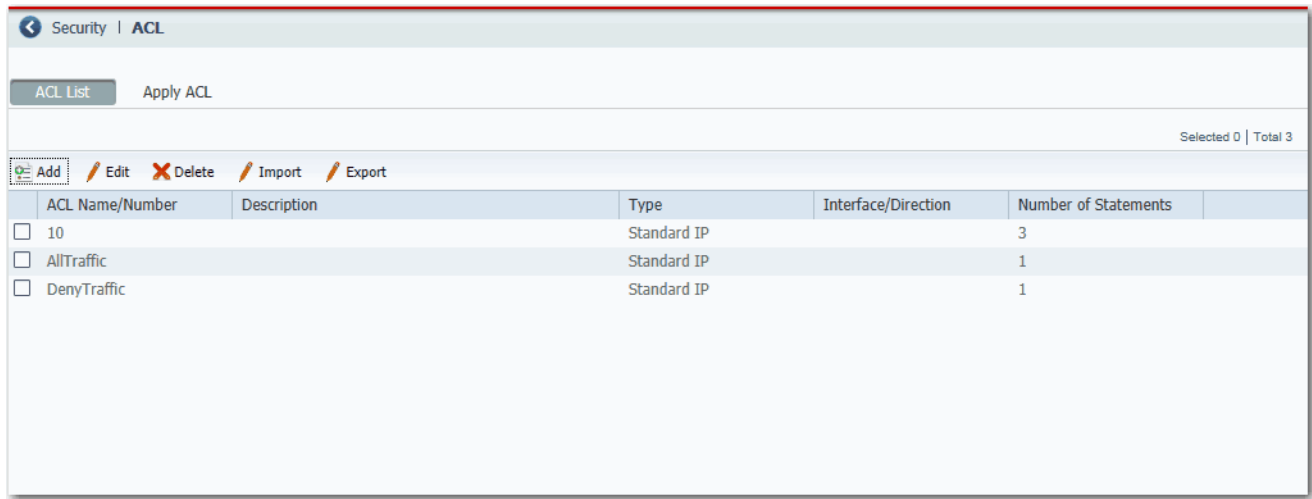 Security | ACL
ACL List Apply ACL
Selected 0 | Total 3
Add Edit Delete Import Export
ACL Name/Number Description Type Interface/Direction Number of Statements
10 Standard IP 3
AllTraffic Standard IP 1
DenyTraffic Standard IP 1